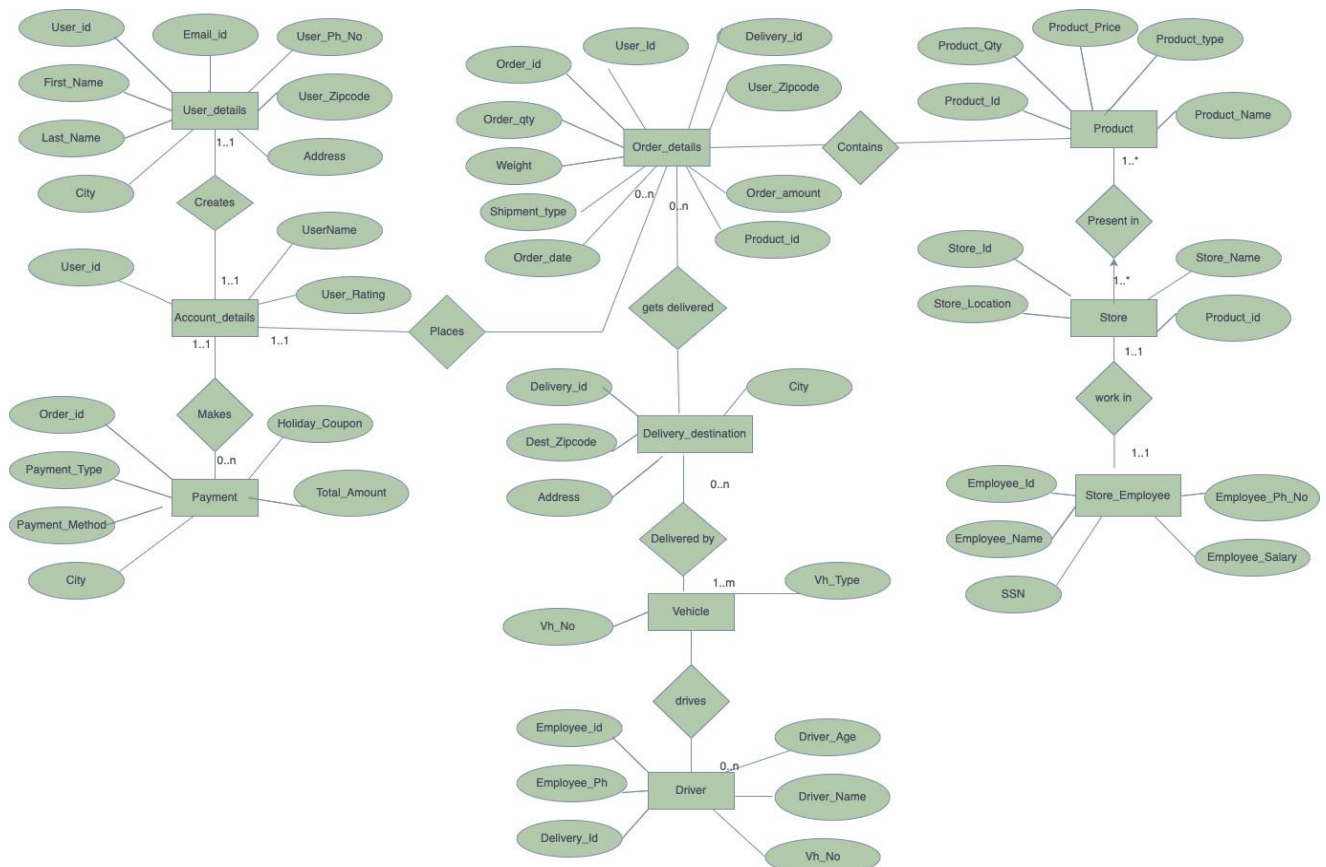 User_id
Email_id
User_Ph_No
First_Name
User_details
User_Zipcode
Last_Name
Address
City
1..1
Creates
UserName
User_id
1..1
User_Rating
Account_details
1..1
1..1
Places
Makes
Order_id
Holiday_Coupon
0..n
Payment_Type
Payment
Total_Amount
Payment_Method
City
User_Id
Delivery_id
Order_id
User_Zipcode
Order_qty
Order_details
Weight
Order_amount
0..n
0..n
Shipment_type
Product_id
Order_date
Contains
gets delivered
Delivery_id
City
Delivery_destination
Dest_Zipcode
0..n
Address
Delivered by
1..m
Vh_Type
Vehicle
Vh_No
drives
Employee_id
Driver_Age
0..n
Employee_Ph
Driver
Driver_Name
Delivery_Id
Vh_No
Product_Price
Product_Qty
Product_type
Product_Id
Product_Name
Product
1..*
Present in
Store_Id
Store_Name
1..*
Store_Location
Store
Product_id
1..1
work in
1..1
Employee_Id
Store_Employee
Employee_Ph_No
Employee_Name
Employee_Salary
SSN